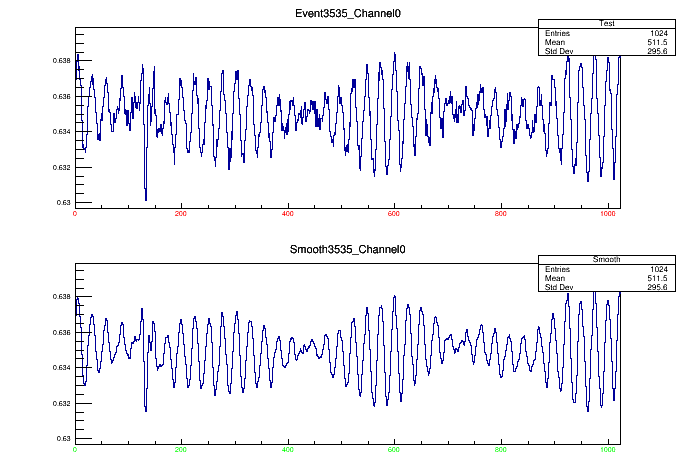 Event3535_Channel0
Test
Entries 1024
Mean 511.5
Std Dev 295.6
0.638
0.636
0.634
0.632
0.63
0 200 400 600 800 1000
Smooth3535_Channel0
Smooth
Entries 1024
Mean 511.5
Std Dev 295.6
0.638
0.636
0.634
0.632
0.63
0 200 400 600 800 1000